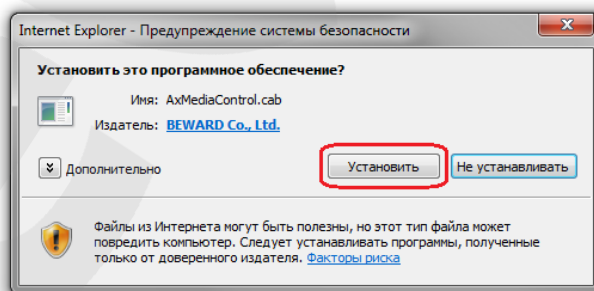 Internet Explorer - Предупреждение системы безопасности
Установить это программное обеспечение?
Имя: AxMediaControl.cab
Издатель: BEWARD Co., Ltd.
Дополнительно
Установить
Не устанавливать
Файлы из Интернета могут быть полезны, но этот тип файла может
повредить компьютер. Следует устанавливать программы, полученные
только от доверенного издателя. Факторы риска